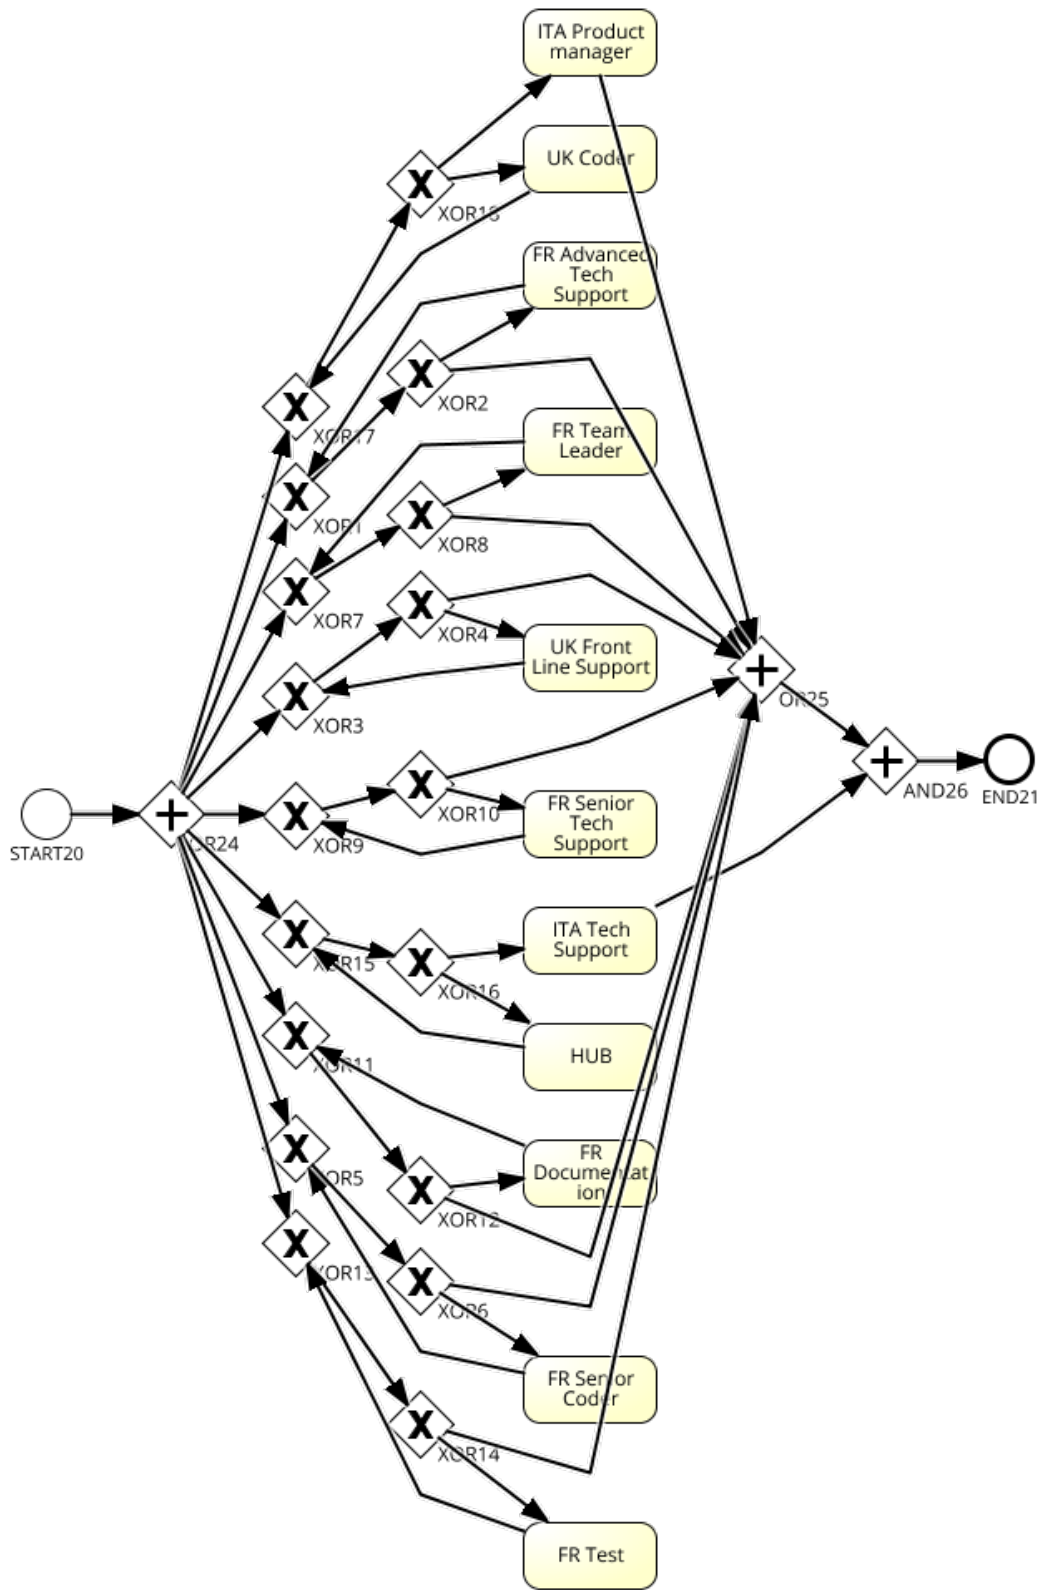 ITA Product
manager
UK Coder
XOR18
FR Advanced
Tech
Support
XOR2
XOR17
FR Team
Leader
XOR1
XOR8
XOR7
XOR4
UK Front
Line Support
XOR3
OR25
AND26
END21
FR Senior
Tech
Support
XOR10
XOR9
OR24
START20
ITA Tech
Support
XOR15
XOR16
HUB
XOR11
FR
Documentat
ion
XOR5
XOR12
XOR13
XOR6
FR Senior
Coder
XOR14
FR Test